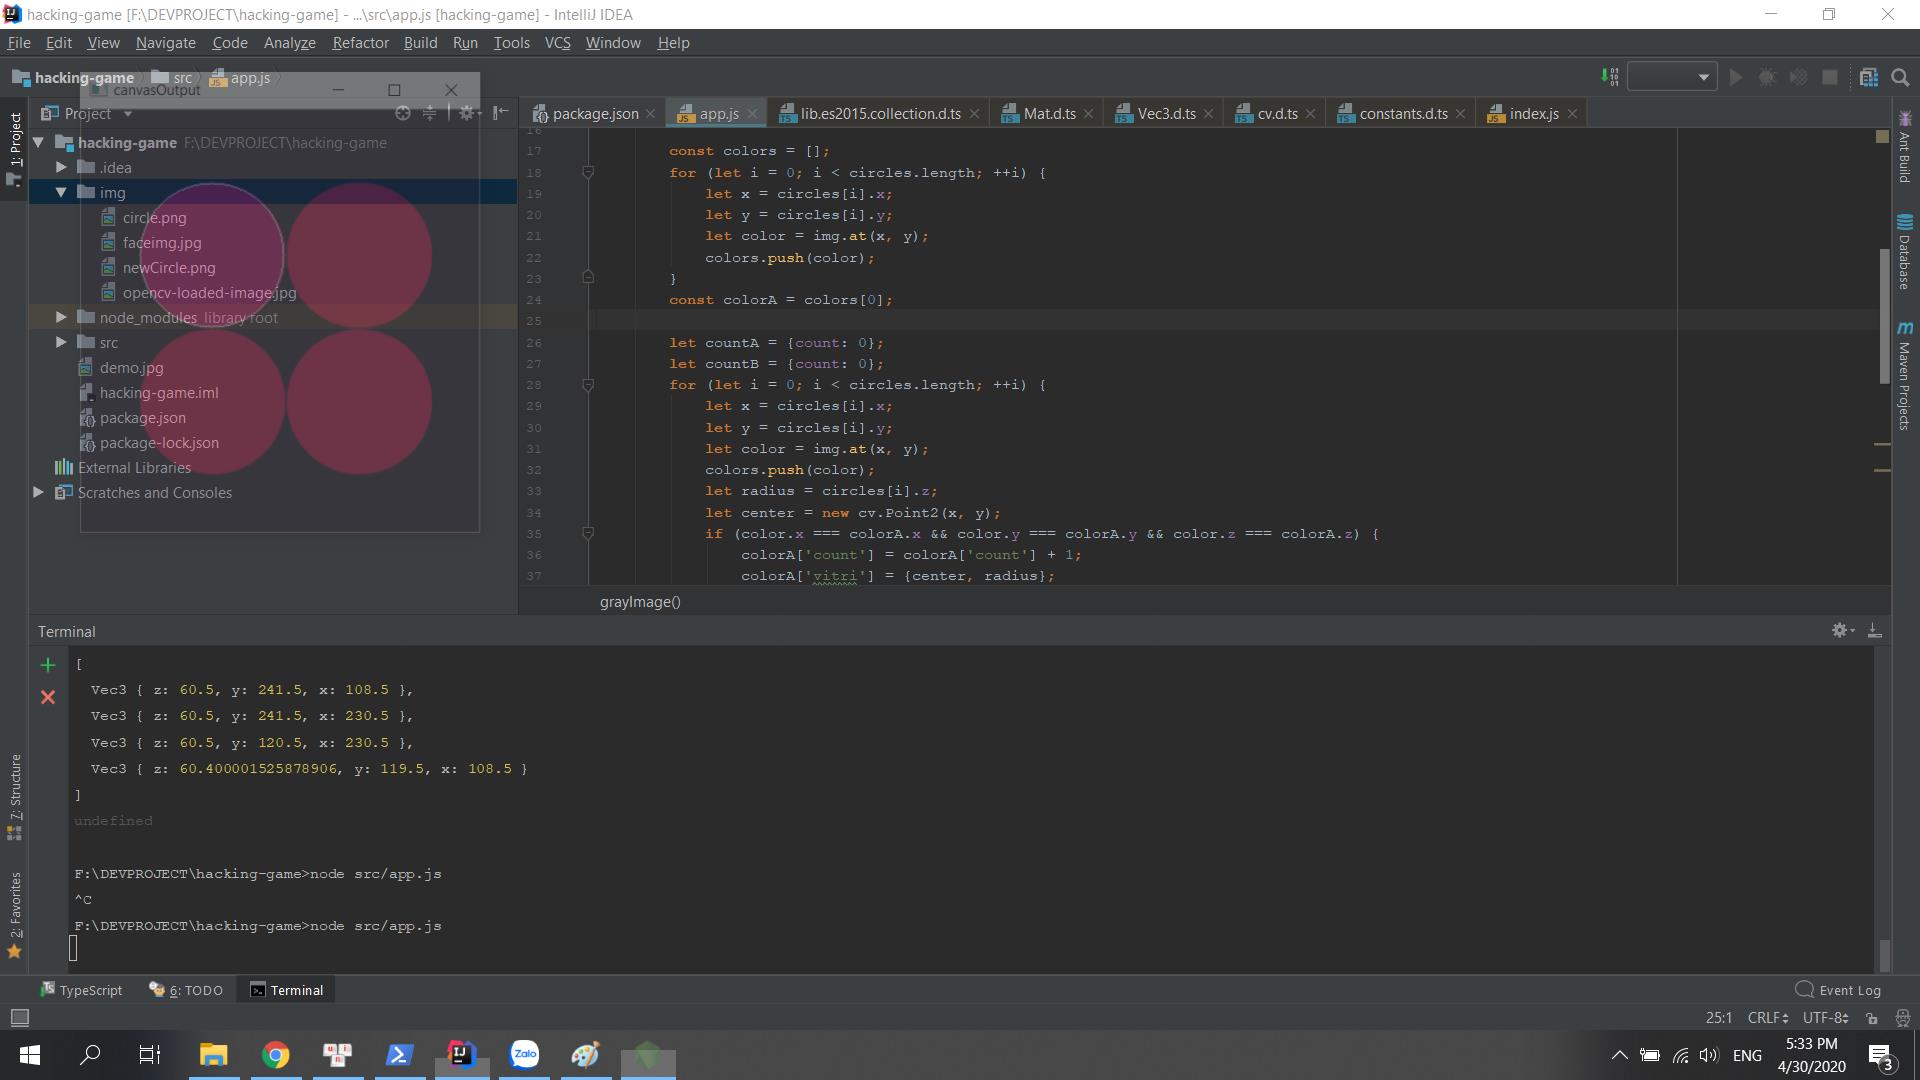 hacking-game [F:\DEVPROJECT\hacking-game] - ...\src\app.js [hacking-game] - IntelliJ IDEA
File Edit View Navigate Code Analyze Refactor Build Run Tools VCS Window Help
hacking-game src app.js
canvasOutput
Project
package.json app.js lib.es2015.collection.d.ts Mat.d.ts Vec3.d.ts cv.d.ts constants.d.ts index.js
1: Project
hacking-game F:\DEVPROJECT\hacking-game
.idea
img
circle.png
faceimg.jpg
newCircle.png
opencv-loaded-image.jpg
node_modules library root
src
demo.jpg
hacking-game.iml
package.json
package-lock.json
External Libraries
Scratches and Consoles
16
17 const colors = [];
18 for (let i = 0; i < circles.length; ++i) {
19 let x = circles[i].x;
20 let y = circles[i].y;
21 let color = img.at(x, y);
22 colors.push(color);
23 }
24 const colorA = colors[0];
25
26 let countA = {count: 0};
27 let countB = {count: 0};
28 for (let i = 0; i < circles.length; ++i) {
29 let x = circles[i].x;
30 let y = circles[i].y;
31 let color = img.at(x, y);
32 colors.push(color);
33 let radius = circles[i].z;
34 let center = new cv.Point2(x, y);
35 if (color.x === colorA.x && color.y === colorA.y && color.z === colorA.z) {
36 colorA['count'] = colorA['count'] + 1;
37 colorA['vitri'] = {center, radius};
grayImage()
Ant Build
Database
Maven Projects
Terminal
[
Vec3 { z: 60.5, y: 241.5, x: 108.5 },
Vec3 { z: 60.5, y: 241.5, x: 230.5 },
Vec3 { z: 60.5, y: 120.5, x: 230.5 },
Vec3 { z: 60.400001525878906, y: 119.5, x: 108.5 }
]
undefined
F:\DEVPROJECT\hacking-game>node src/app.js
^C
F:\DEVPROJECT\hacking-game>node src/app.js
7: Structure
2: Favorites
TypeScript 6: TODO Terminal Event Log
25:1 CRLF UTF-8
Zalo
ENG
5:33 PM
4/30/2020
3